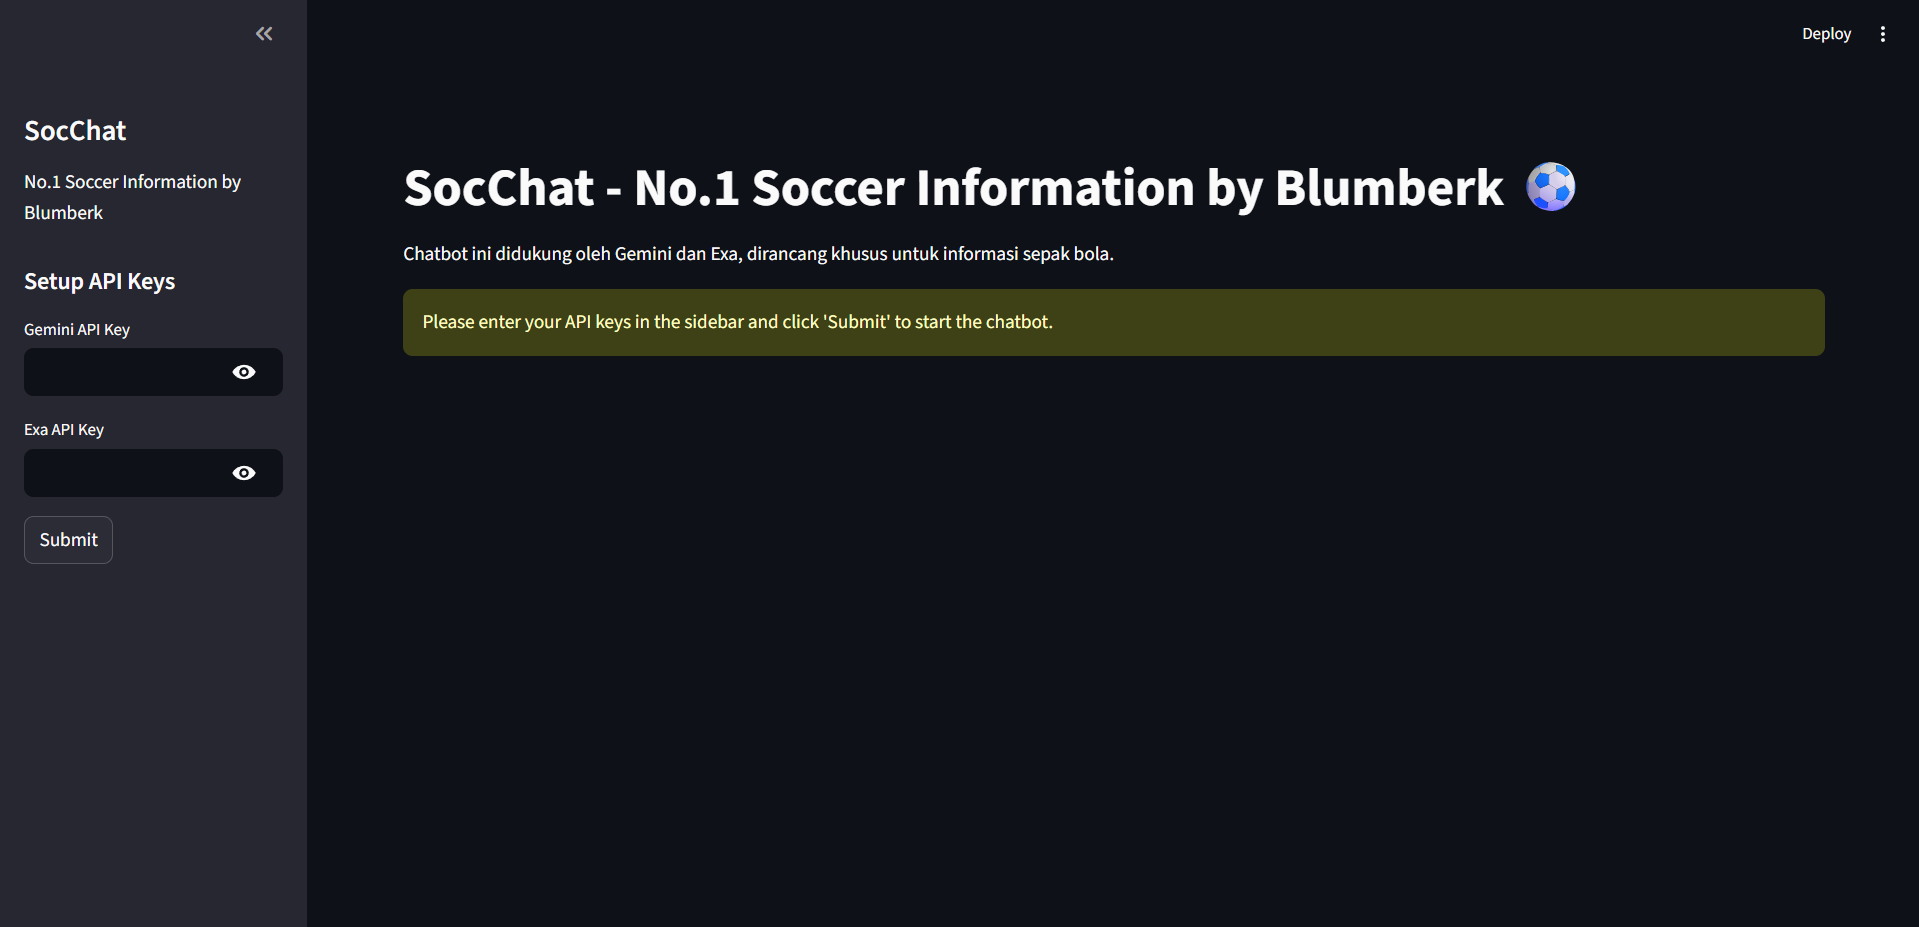 Deploy
SocChat
No.1 Soccer Information by
Blumberk
Setup API Keys
Gemini API Key
Exa API Key
Submit
SocChat - No.1 Soccer Information by Blumberk
Chatbot ini didukung oleh Gemini dan Exa, dirancang khusus untuk informasi sepak bola.
Please enter your API keys in the sidebar and click 'Submit' to start the chatbot.